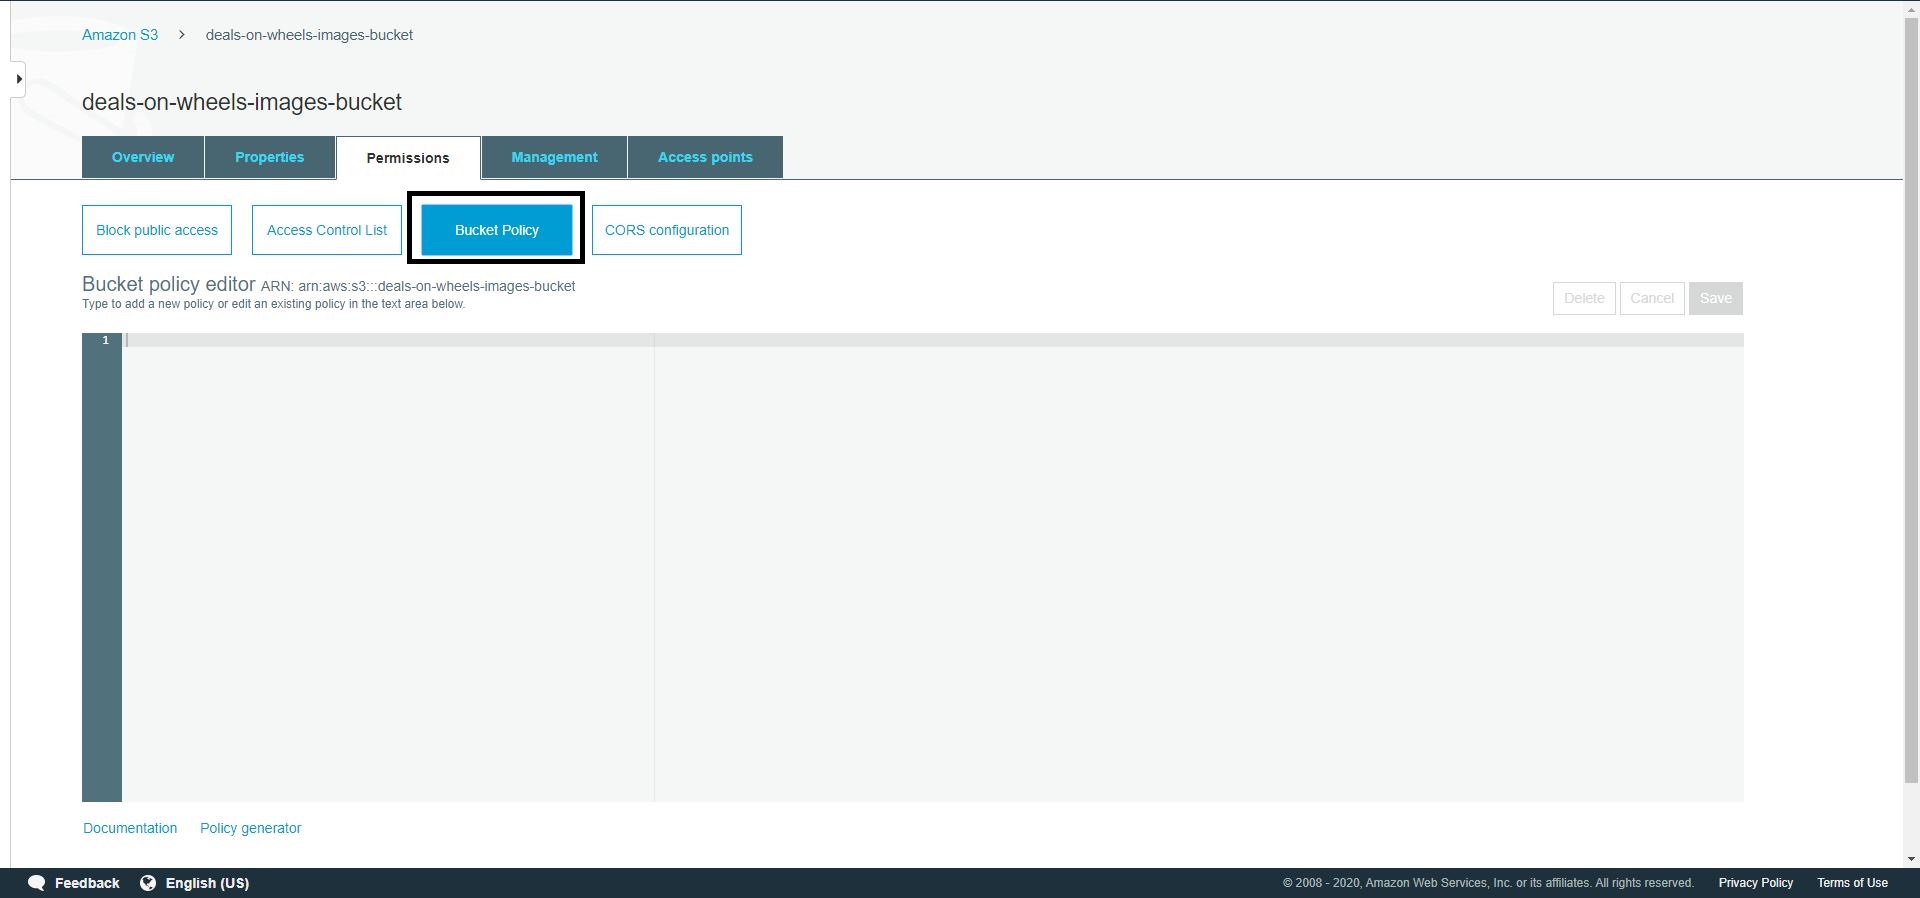 Amazon S3 > deals-on-wheels-images-bucket
deals-on-wheels-images-bucket
Overview Properties Permissions Management Access points
Block public access Access Control List Bucket Policy CORS configuration
Bucket policy editor ARN: arn:aws:s3:::deals-on-wheels-images-bucket
Type to add a new policy or edit an existing policy in the text area below.
Delete Cancel Save
1
Documentation Policy generator
Feedback English (US) © 2008 - 2020, Amazon Web Services, Inc. or its affiliates. All rights reserved. Privacy Policy Terms of Use